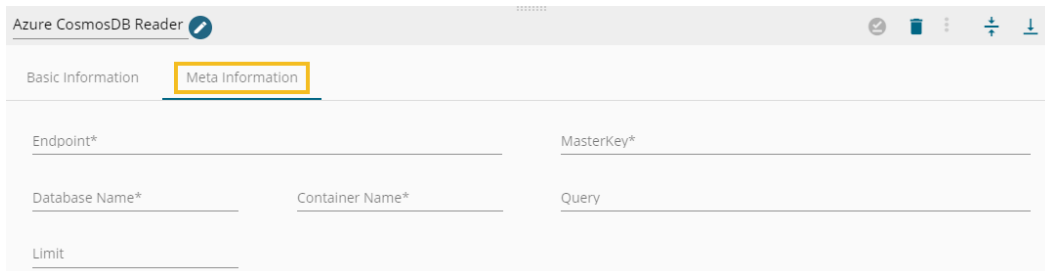 Azure CosmosDB Reader
Basic Information Meta Information
Endpoint* MasterKey*
Database Name* Container Name* Query
Limit